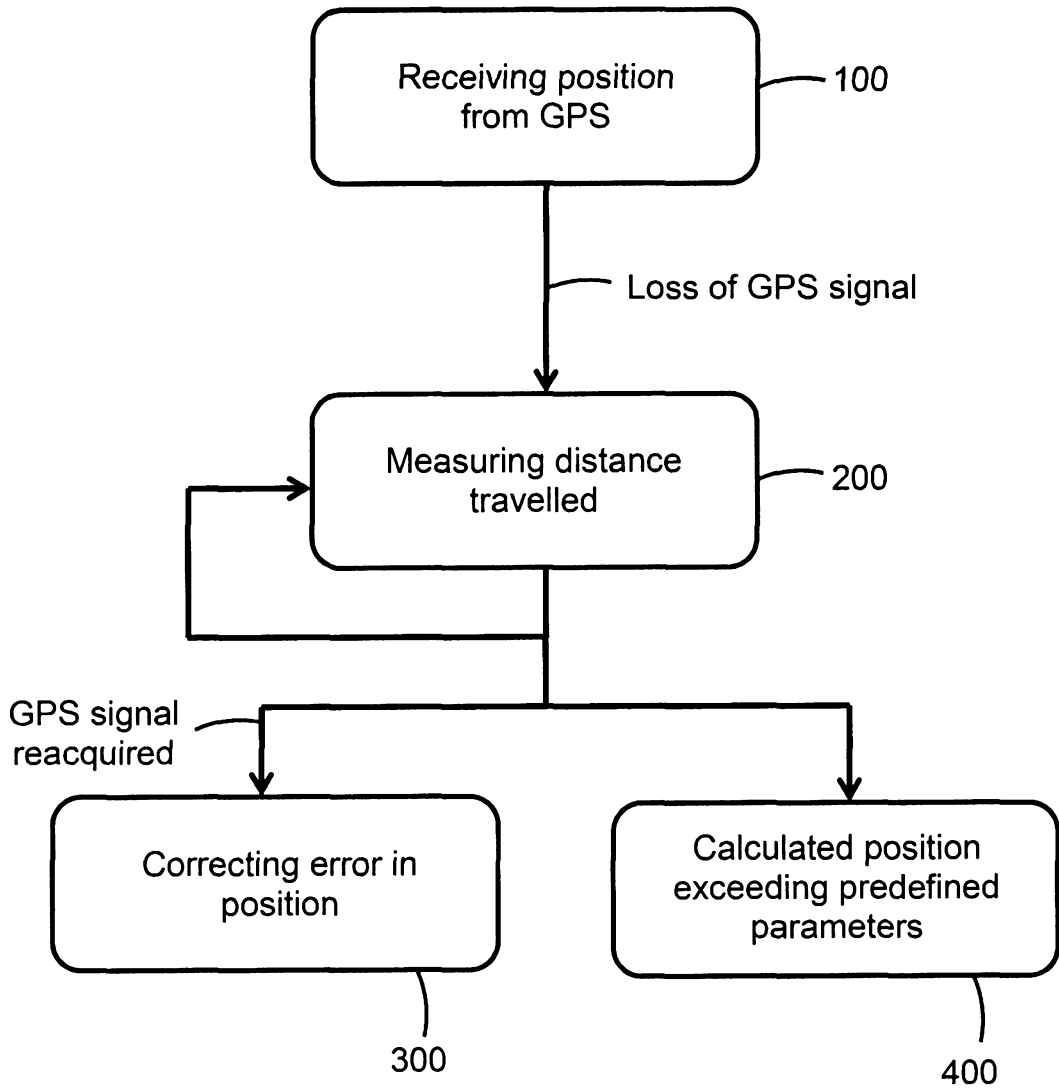 Receiving position
from GPS
100
Loss of GPS signal
Measuring distance
travelled
200
GPS signal
reacquired
Correcting error in
position
Calculated position
exceeding predefined
parameters
300
400